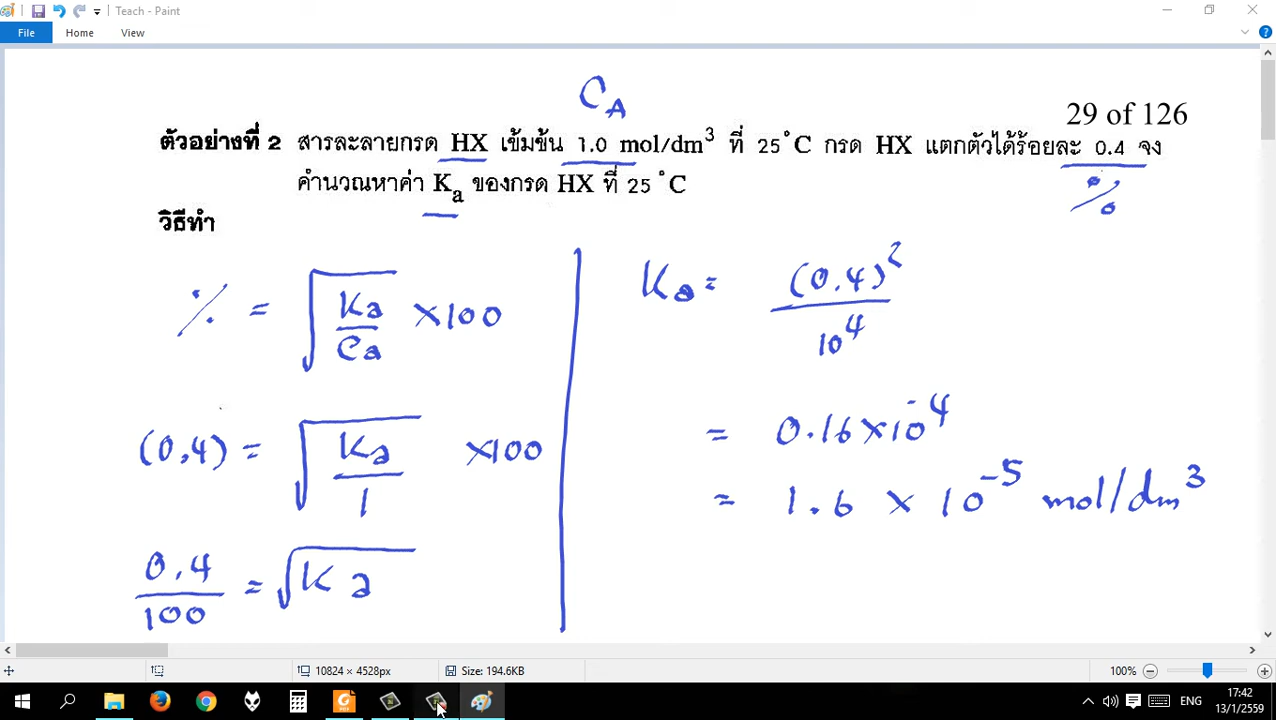 Teach - Paint
File Home View
C_A
29 of 126
ตัวอย่างที่ 2 สารละลายกรด HX เข้มข้น 1.0 mol/dm³ ที่ 25°C กรด HX แตกตัวได้ร้อยละ 0.4 จง
คำนวณหาค่า Kₐ ของกรด HX ที่ 25°C
%
วิธีทำ
% = √(Ka/Ca) ×100
(0.4) = √(Ka/1) ×100
0.4/100 = √Ka
Ka = (0.4)²/10⁴
= 0.16×10⁻⁴
= 1.6 × 10⁻⁵ mol/dm³
10824 × 4528px Size: 194.6KB 100%
ENG 17:42
13/1/2559